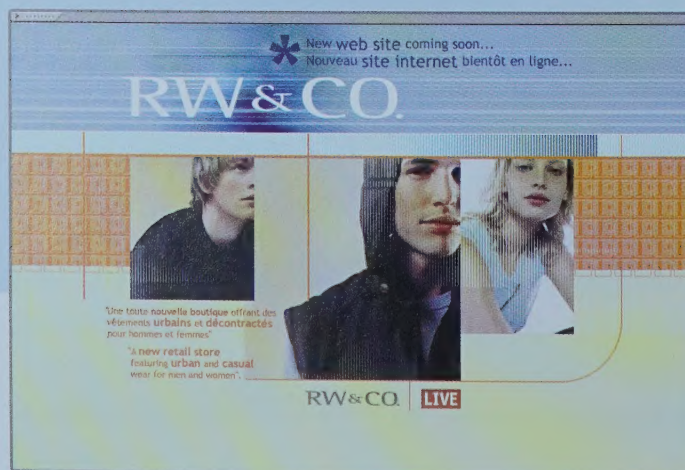 * New web site coming soon...
Nouveau site internet bientôt en ligne...
RW & CO.
"Une toute nouvelle boutique offrant des
vêtements urbains et décontractés
pour hommes et femmes"
"A new retail store
featuring urban and casual
wear for men and women".
RW & CO.
LIVE